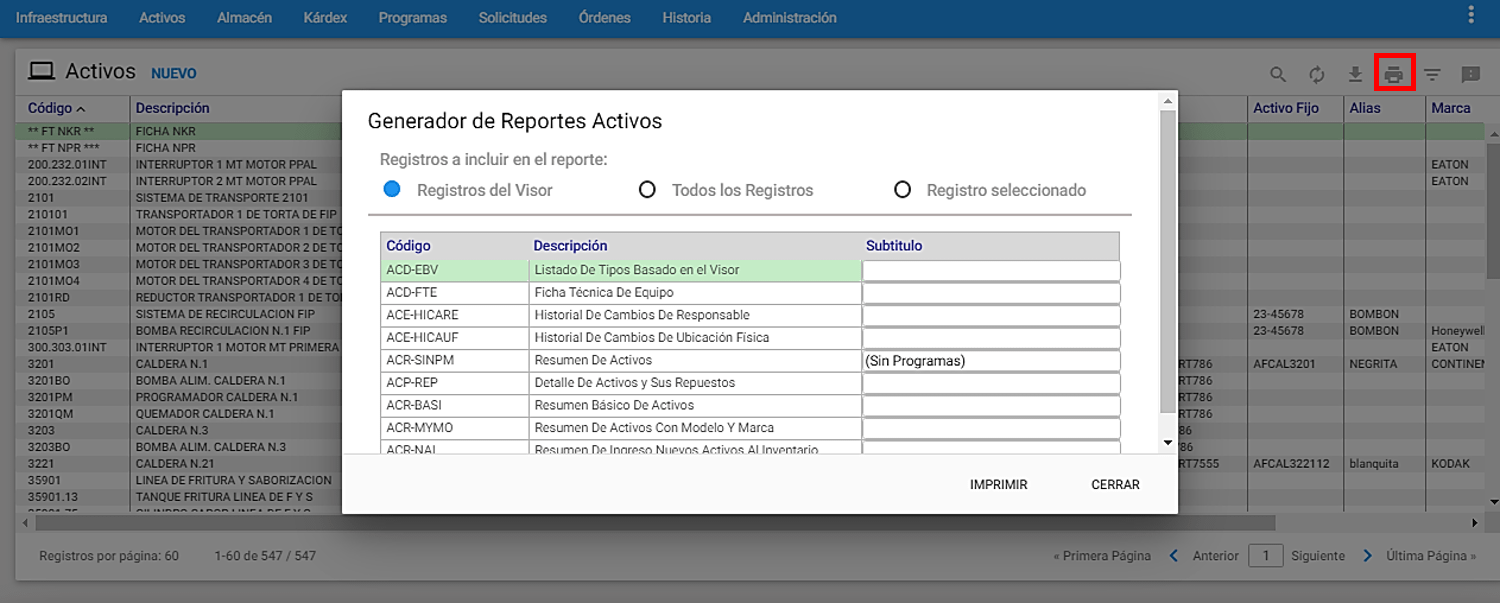 Infraestructura Activos Almacén Kárdex Programas Solicitudes Órdenes Historia Administración
Activos NUEVO
Código Descripción Activo Fijo Alias Marca
** FT NKR ** FICHA NKR
** FT NPR *** FICHA NPR
200.232.01INT INTERRUPTOR 1 MT MOTOR PPAL EATON
200.232.02INT INTERRUPTOR 2 MT MOTOR PPAL EATON
2101 SISTEMA DE TRANSPORTE 2101
210101 TRANSPORTADOR 1 DE TORTA DE FIP
2101MO1 MOTOR DEL TRANSPORTADOR 1 DE TO
2101MO2 MOTOR DEL TRANSPORTADOR 2 DE TO
2101MO3 MOTOR DEL TRANSPORTADOR 3 DE TO
2101MO4 MOTOR DEL TRANSPORTADOR 4 DE TO
2101RD REDUCTOR TRANSPORTADOR 1 DE TO
2105 SISTEMA DE RECIRCULACION FIP 23-45678 BOMBON
2105P1 BOMBA RECIRCULACION N.1 FIP 23-45678 BOMBON Honeywell
300.303.01INT INTERRUPTOR 1 MOTOR MT PRIMERA EATON
3201 CALDERA N.1 RT786 AFCAL3201 NEGRITA CONTINEN
3201BO BOMBA ALIM. CALDERA N.1 RT786
3201PM PROGRAMADOR CALDERA N.1 RT786
3201QM QUEMADOR CALDERA N.1 RT786
3203 CALDERA N.3 786
3203BO BOMBA ALIM. CALDERA N.3 786
3221 CALDERA N.21 RT7555 AFCAL322112 blanquita KODAK
35901 LINEA DE FRITURA Y SABORIZACION
35901.13 TANQUE FRITURA LINEA DE F Y S
Generador de Reportes Activos
Registros a incluir en el reporte:
Registros del Visor Todos los Registros Registro seleccionado
Código Descripción Subtitulo
ACD-EBV Listado De Tipos Basado en el Visor
ACD-FTE Ficha Técnica De Equipo
ACE-HICARE Historial De Cambios De Responsable
ACE-HICAUF Historial De Cambios De Ubicación Física
ACR-SINPM Resumen De Activos (Sin Programas)
ACP-REP Detalle De Activos y Sus Repuestos
ACR-BASI Resumen Básico De Activos
ACR-MYMO Resumen De Activos Con Modelo Y Marca
ACR-NAI Resumen De Ingreso Nuevos Activos Al Inventario
IMPRIMIR CERRAR
Registros por página: 60 1-60 de 547 / 547 « Primera Página Anterior 1 Siguiente Última Página »